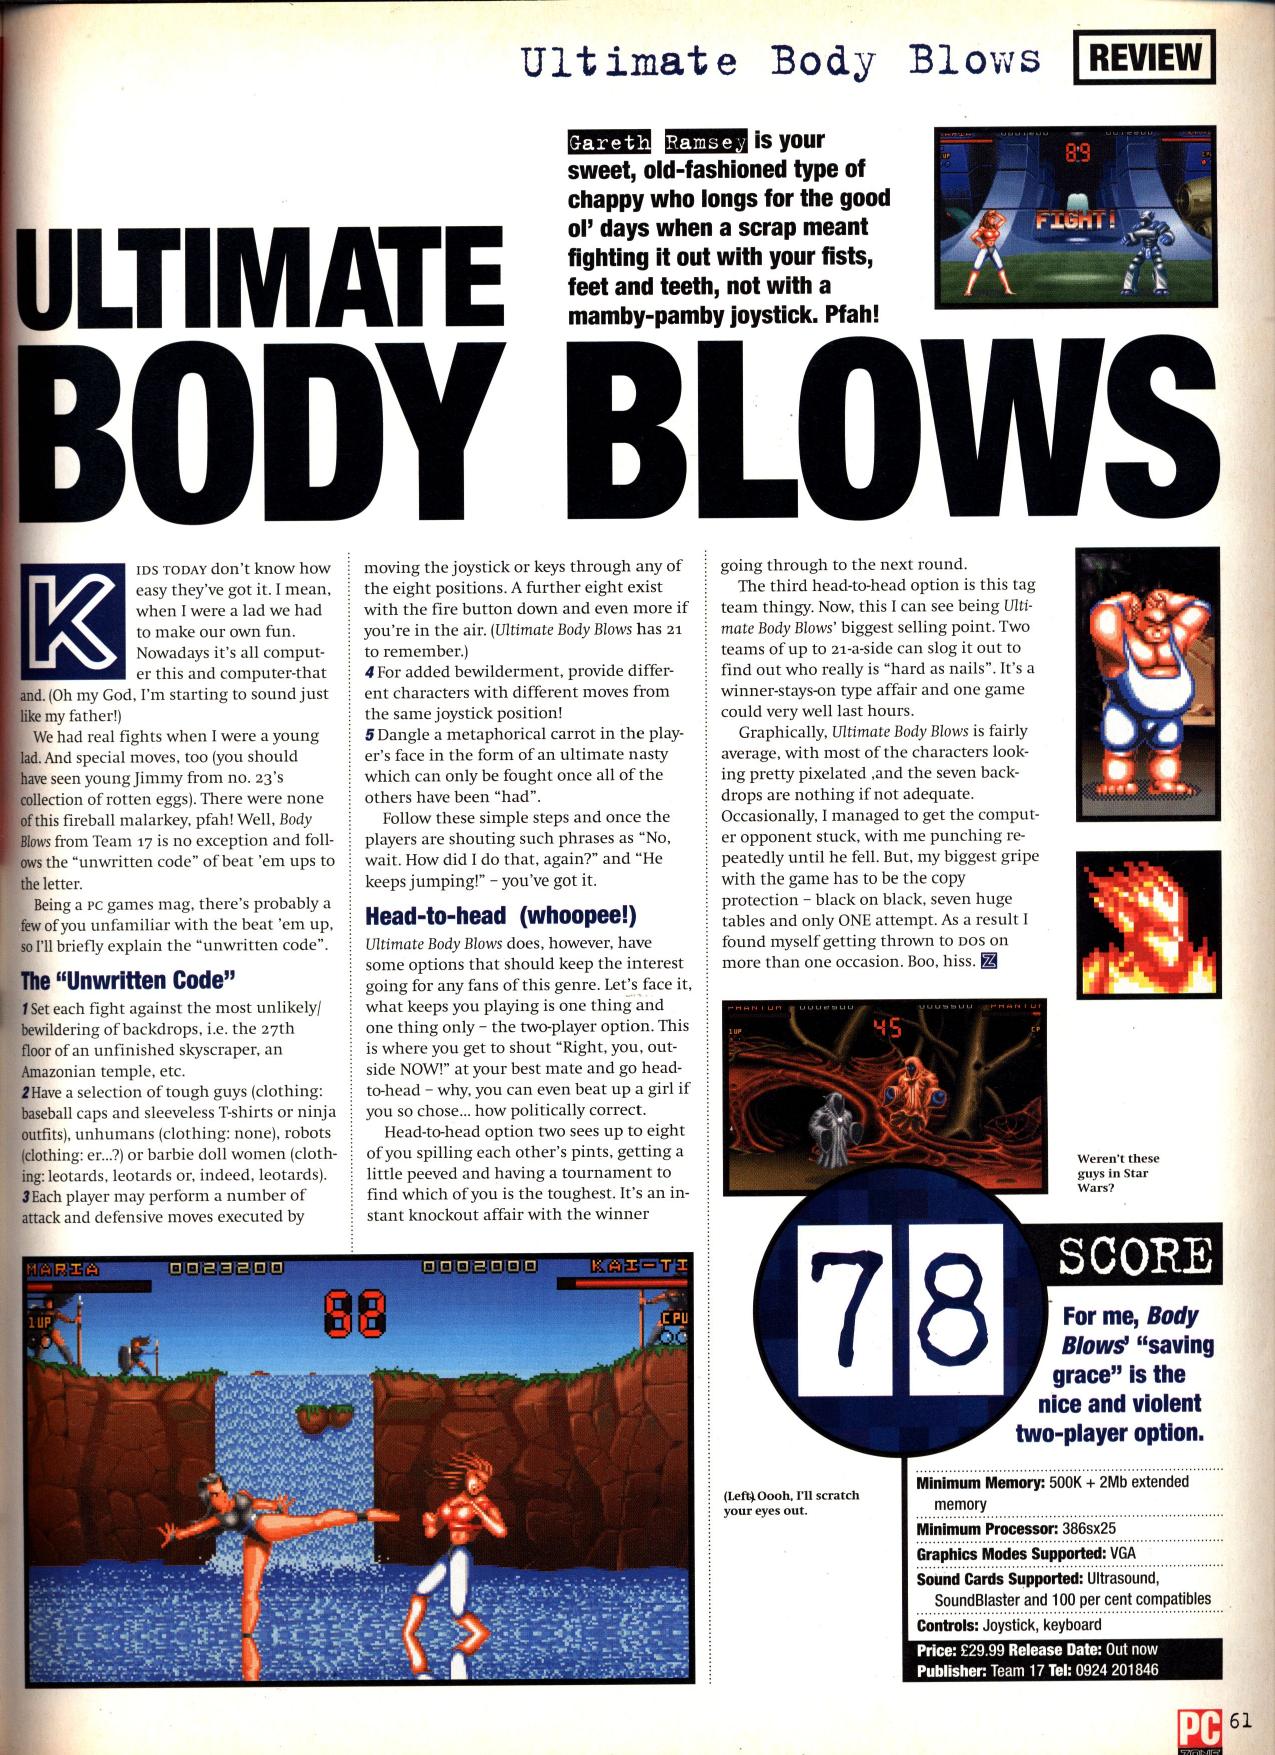 Ultimate Body Blows
REVIEW
Gareth Ramsey is your
sweet, old-fashioned type of
chappy who longs for the good
ol' days when a scrap meant
fighting it out with your fists,
feet and teeth, not with a
mamby-pamby joystick. Pfah!
89
FIGHT!
ULTIMATE
BODY BLOWS
KIDS TODAY don't know how
easy they've got it. I mean,
when I were a lad we had
to make our own fun.
Nowadays it's all comput-
er this and computer-that
and. (Oh my God, I'm starting to sound just
like my father!)
We had real fights when I were a young
lad. And special moves, too (you should
have seen young Jimmy from no. 23's
collection of rotten eggs). There were none
of this fireball malarkey, pfah! Well, Body
Blows from Team 17 is no exception and foll-
ows the "unwritten code" of beat 'em ups to
the letter.
Being a PC games mag, there's probably a
few of you unfamiliar with the beat 'em up,
so I'll briefly explain the "unwritten code".
The "Unwritten Code"
1 Set each fight against the most unlikely/
bewildering of backdrops, i.e. the 27th
floor of an unfinished skyscraper, an
Amazonian temple, etc.
2 Have a selection of tough guys (clothing:
baseball caps and sleeveless T-shirts or ninja
outfits), unhumans (clothing: none), robots
(clothing: er...?) or barbie doll women (cloth-
ing: leotards, leotards or, indeed, leotards).
3 Each player may perform a number of
attack and defensive moves executed by
moving the joystick or keys through any of
the eight positions. A further eight exist
with the fire button down and even more if
you're in the air. (Ultimate Body Blows has 21
to remember.)
4 For added bewilderment, provide differ-
ent characters with different moves from
the same joystick position!
5 Dangle a metaphorical carrot in the play-
er's face in the form of an ultimate nasty
which can only be fought once all of the
others have been "had".
Follow these simple steps and once the
players are shouting such phrases as "No,
wait. How did I do that, again?" and "He
keeps jumping!" – you've got it.
Head-to-head (whoopee!)
Ultimate Body Blows does, however, have
some options that should keep the interest
going for any fans of this genre. Let's face it,
what keeps you playing is one thing and
one thing only – the two-player option. This
is where you get to shout "Right, you, out-
side NOW!" at your best mate and go head-
to-head – why, you can even beat up a girl if
you so chose... how politically correct.
Head-to-head option two sees up to eight
of you spilling each other's pints, getting a
little peeved and having a tournament to
find which of you is the toughest. It's an in-
stant knockout affair with the winner
going through to the next round.
The third head-to-head option is this tag
team thingy. Now, this I can see being Ulti-
mate Body Blows' biggest selling point. Two
teams of up to 21-a-side can slog it out to
find out who really is "hard as nails". It's a
winner-stays-on type affair and one game
could very well last hours.
Graphically, Ultimate Body Blows is fairly
average, with most of the characters look-
ing pretty pixelated ,and the seven back-
drops are nothing if not adequate.
Occasionally, I managed to get the comput-
er opponent stuck, with me punching re-
peatedly until he fell. But, my biggest gripe
with the game has to be the copy
protection – black on black, seven huge
tables and only ONE attempt. As a result I
found myself getting thrown to DOS on
more than one occasion. Boo, hiss. Z
PHANTOM 0002500 0005500 PHANTOM
1UP 45 CP
Weren't these
guys in Star
Wars?
MARIA 0023200 0002000 KAI-TI
1UP 82 CPU
(Left) Oooh, I'll scratch
your eyes out.
78
SCORE
For me, Body
Blows' "saving
grace" is the
nice and violent
two-player option.
Minimum Memory: 500K + 2Mb extended
memory
Minimum Processor: 386sx25
Graphics Modes Supported: VGA
Sound Cards Supported: Ultrasound,
SoundBlaster and 100 per cent compatibles
Controls: Joystick, keyboard
Price: £29.99 Release Date: Out now
Publisher: Team 17 Tel: 0924 201846
PC ZONE 61